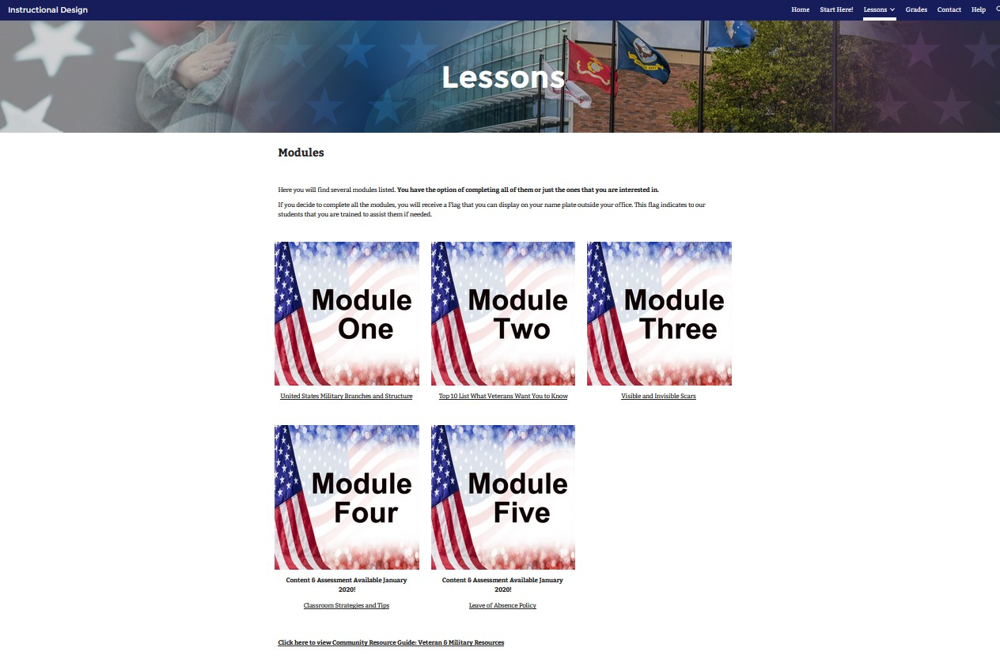 Instructional Design
Home Start Here! Lessons Grades Contact Help
Lessons
Modules
Here you will find several modules listed. You have the option of completing all of them or just the ones that you are interested in.
If you decide to complete all the modules, you will receive a Flag that you can display on your name plate outside your office. This flag indicates to our
students that you are trained to assist them if needed.
Module
One
Module
Two
Module
Three
United States Military Branches and Structure
Top 10 List What Veterans Want You to Know
Visible and Invisible Scars
Module
Four
Module
Five
Content & Assessment Available January
2020!
Classroom Strategies and Tips
Content & Assessment Available January
2020!
Leave of Absence Policy
Click here to view Community Resource Guide: Veteran & Military Resources